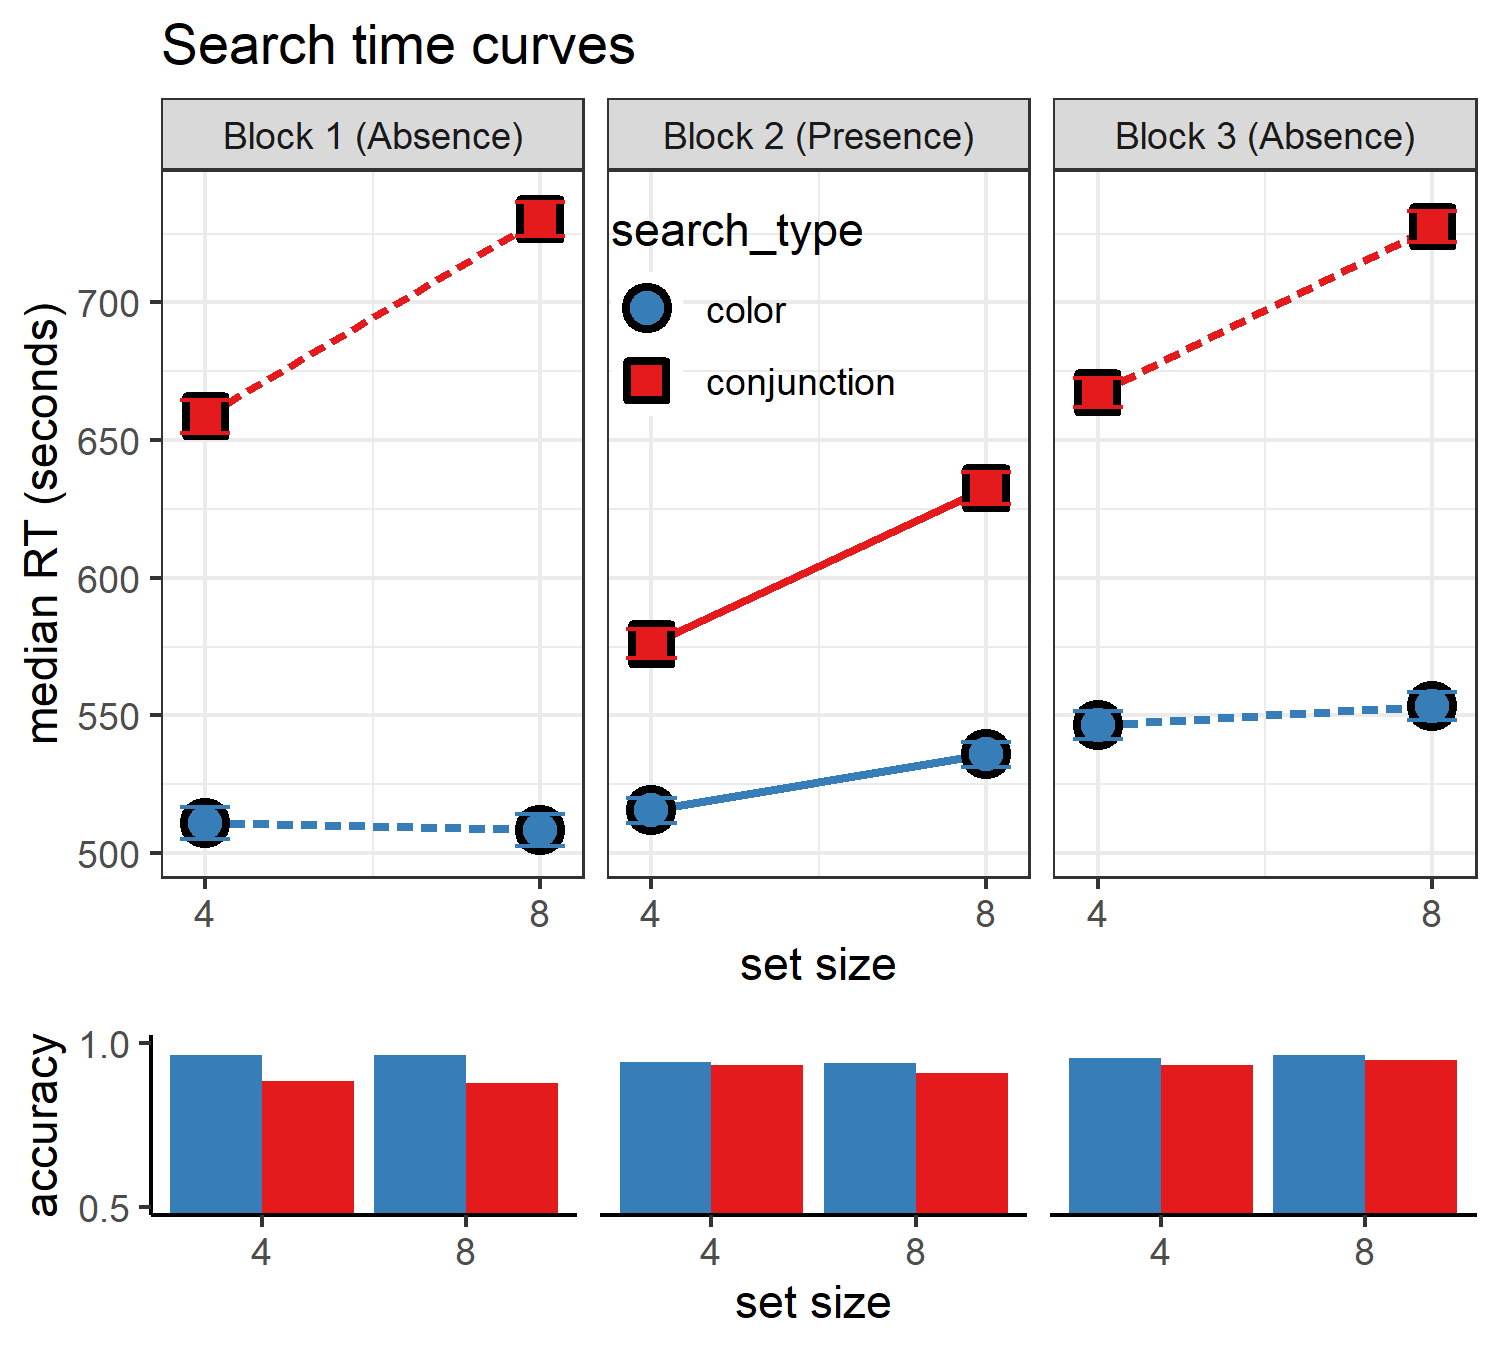 Search time curves
Block 1 (Absence) Block 2 (Presence) Block 3 (Absence)
search_type
color
conjunction
median RT (seconds)
700
650
600
550
500
4 8 4 8 4 8
set size
accuracy
1.0
0.5
4 8 4 8 4 8
set size